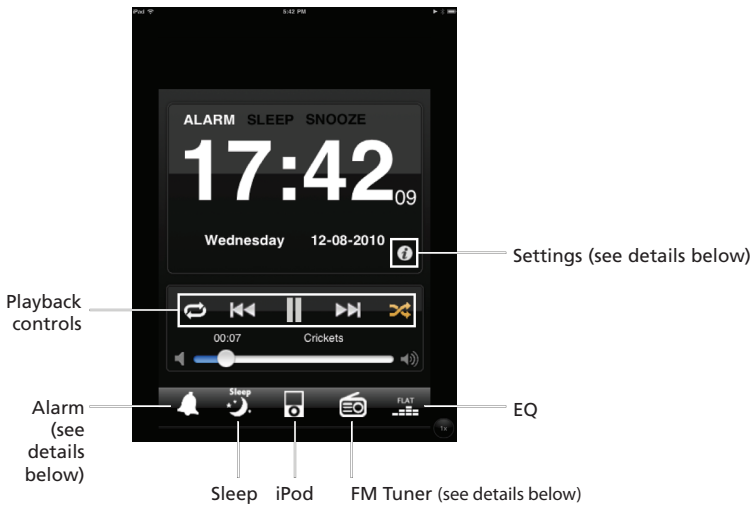 iPad 5:42 PM
ALARM SLEEP SNOOZE
17:42 09
Wednesday 12-08-2010
Settings (see details below)
Playback
controls
00:07 Crickets
Sleep
FLAT
Alarm
(see
details
below)
EQ
1x
Sleep iPod FM Tuner (see details below)